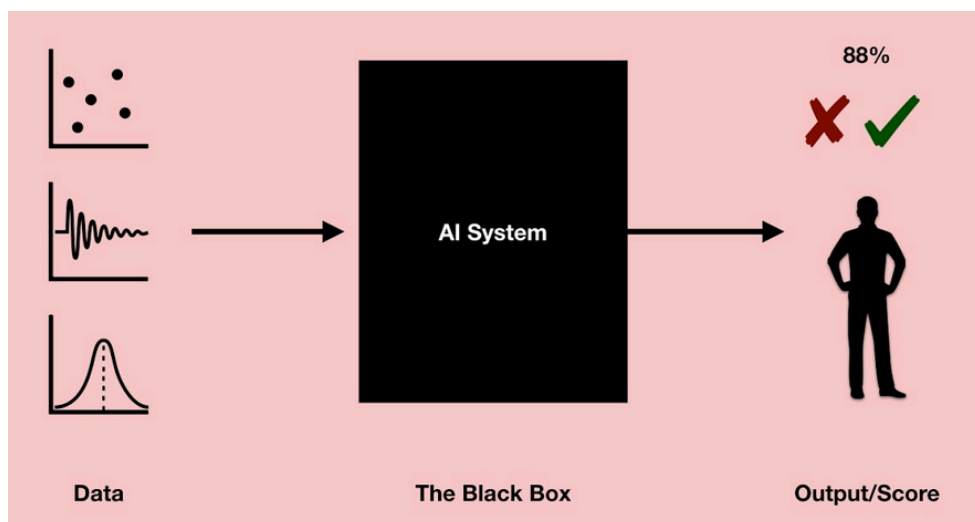 88%
AI System
Data
The Black Box
Output/Score